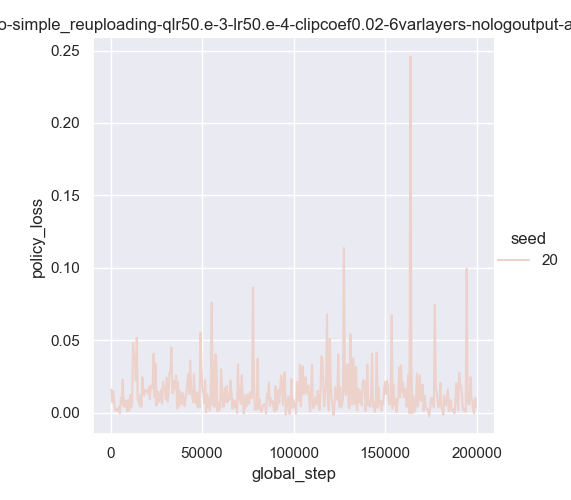 o-simple_reuploading-qlr50.e-3-lr50.e-4-clipcoef0.02-6varlayers-nologoutput-a
0.25
0.20
0.15
0.10
0.05
0.00
policy_loss
0 50000 100000 150000 200000
global_step
seed
20